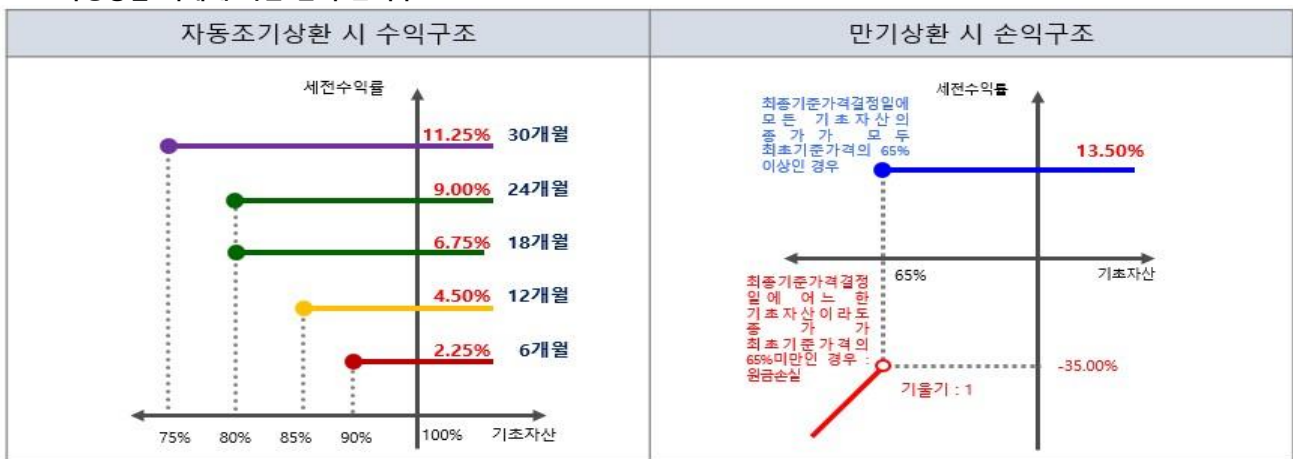 자동조기상환 시 수익구조
만기상환 시 손익구조
세전수익률
11.25% 30개월
9.00% 24개월
6.75% 18개월
4.50% 12개월
2.25% 6개월
75% 80% 85% 90% 100% 기초자산
최종기준가격결정일에
모든 기초자산의
종가가 모두
최초기준가격의 65%
이상인 경우
세전수익률
13.50%
65%
기초자산
최종기준가격결정
일에 어느 한
기초자산이라도
종가가
최초기준가격의
65%미만인 경우 :
원금손실
-35.00%
기울기 : 1